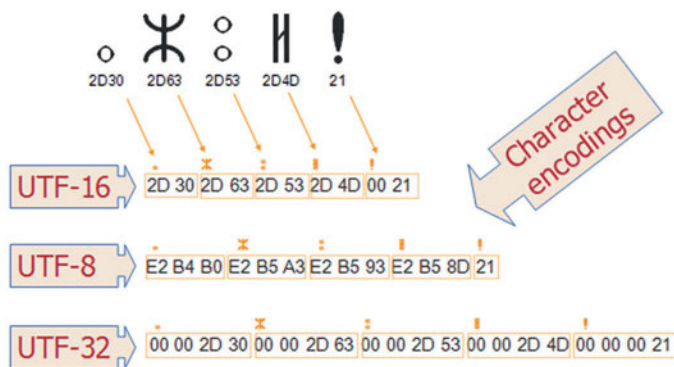 ⴰ ⵣ ⵓ ⵍ !
2D30 2D63 2D53 2D4D 21
Character
encodings
ⴰ ⵣ ⵓ ⵍ !
UTF-16 2D 30 2D 63 2D 53 2D 4D 00 21
ⴰ ⵣ ⵓ ⵍ !
UTF-8 E2 B4 B0 E2 B5 A3 E2 B5 93 E2 B5 8D 21
ⴰ ⵣ ⵓ ⵍ !
UTF-32 00 00 2D 30 00 00 2D 63 00 00 2D 53 00 00 2D 4D 00 00 00 21